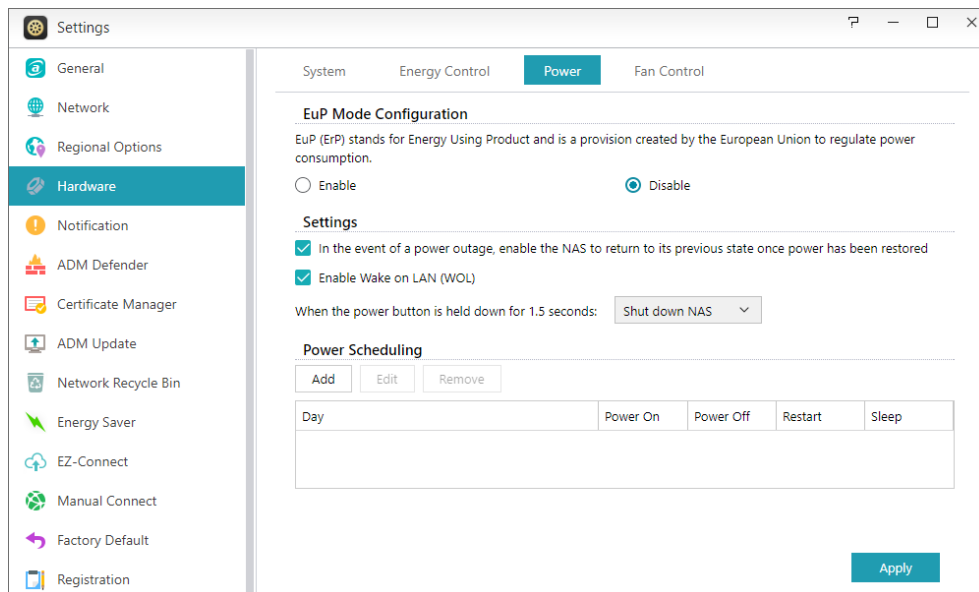 Settings
General
Network
Regional Options
Hardware
Notification
ADM Defender
Certificate Manager
ADM Update
Network Recycle Bin
Energy Saver
EZ-Connect
Manual Connect
Factory Default
Registration
System Energy Control Power Fan Control
EuP Mode Configuration
EuP (ErP) stands for Energy Using Product and is a provision created by the European Union to regulate power
consumption.
Enable Disable
Settings
In the event of a power outage, enable the NAS to return to its previous state once power has been restored
Enable Wake on LAN (WOL)
When the power button is held down for 1.5 seconds: Shut down NAS
Power Scheduling
Add Edit Remove
Day Power On Power Off Restart Sleep
Apply